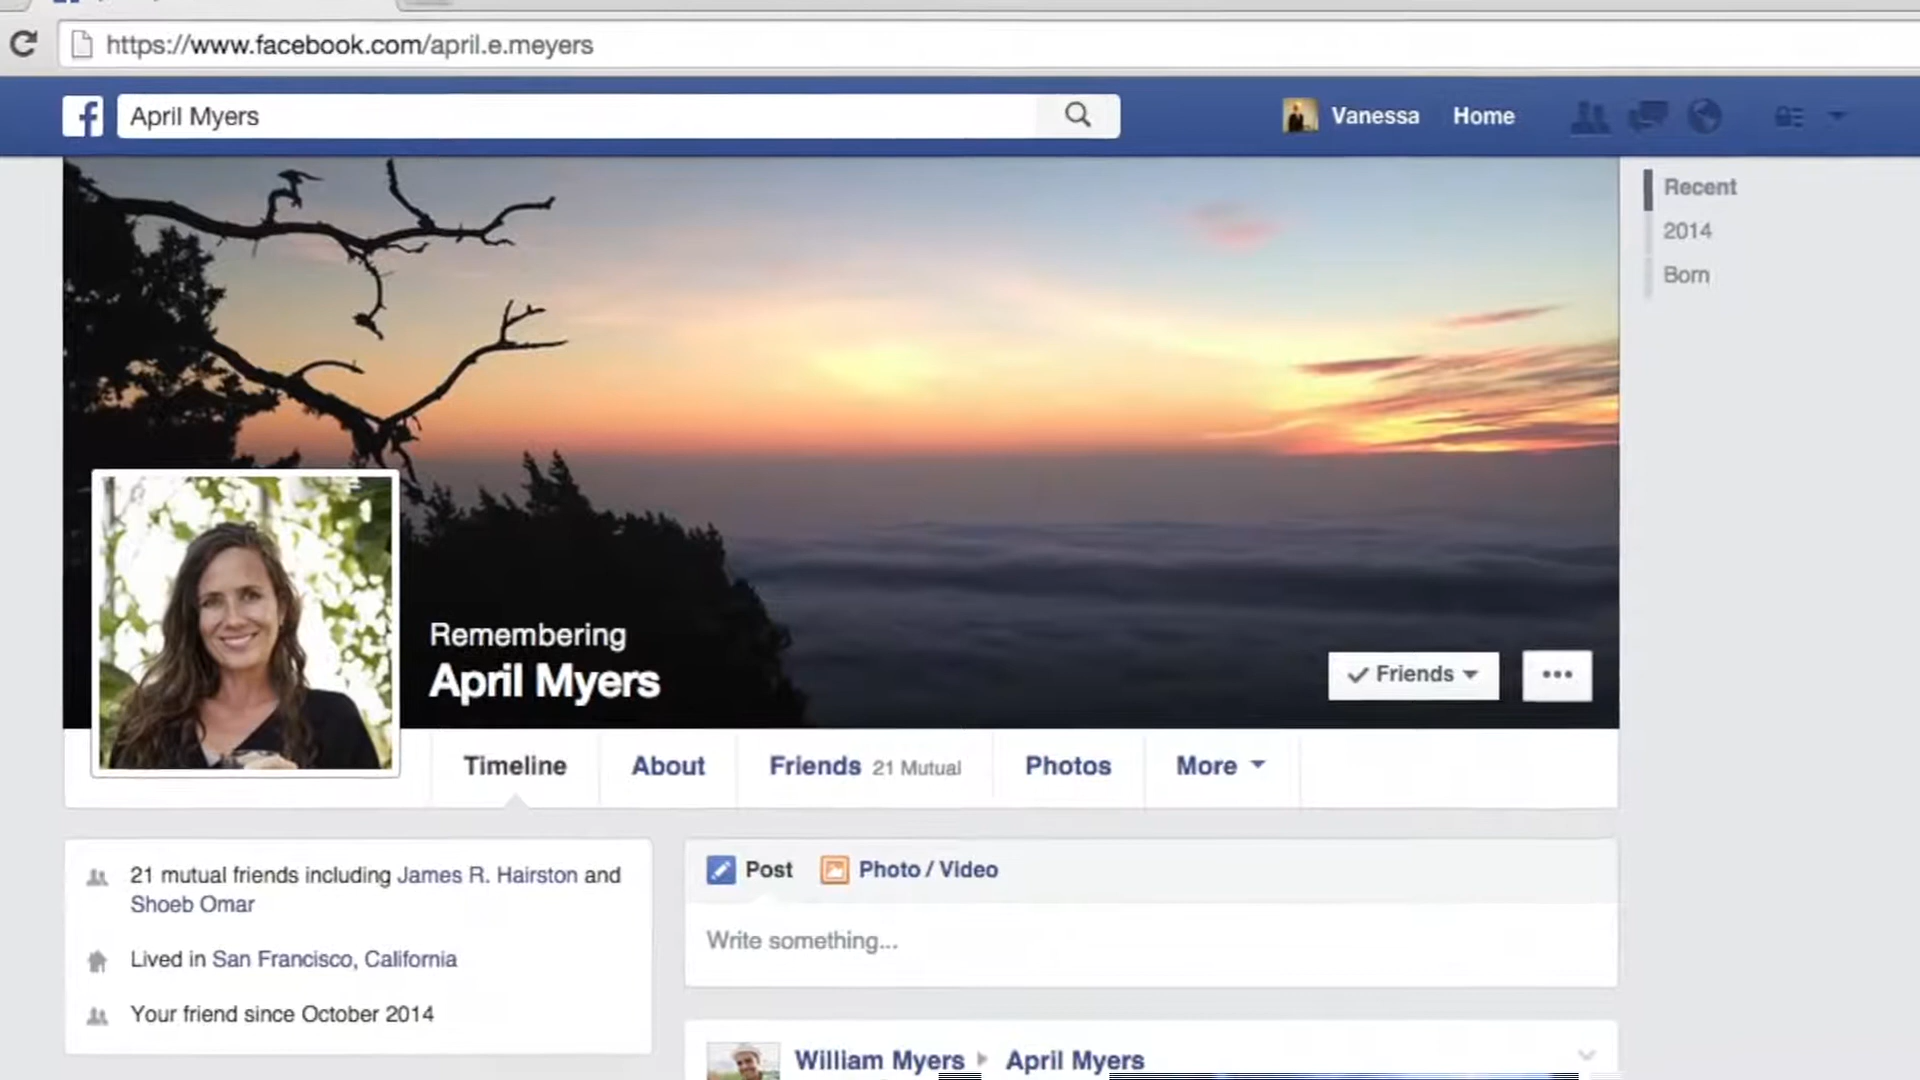 https://www.facebook.com/april.e.meyers
April Myers
Vanessa Home
Recent
2014
Born
Remembering
April Myers
Friends
Timeline About Friends 21 Mutual Photos More
21 mutual friends including James R. Hairston and
Shoeb Omar
Lived in San Francisco, California
Your friend since October 2014
Post Photo / Video
Write something...
William Myers April Myers